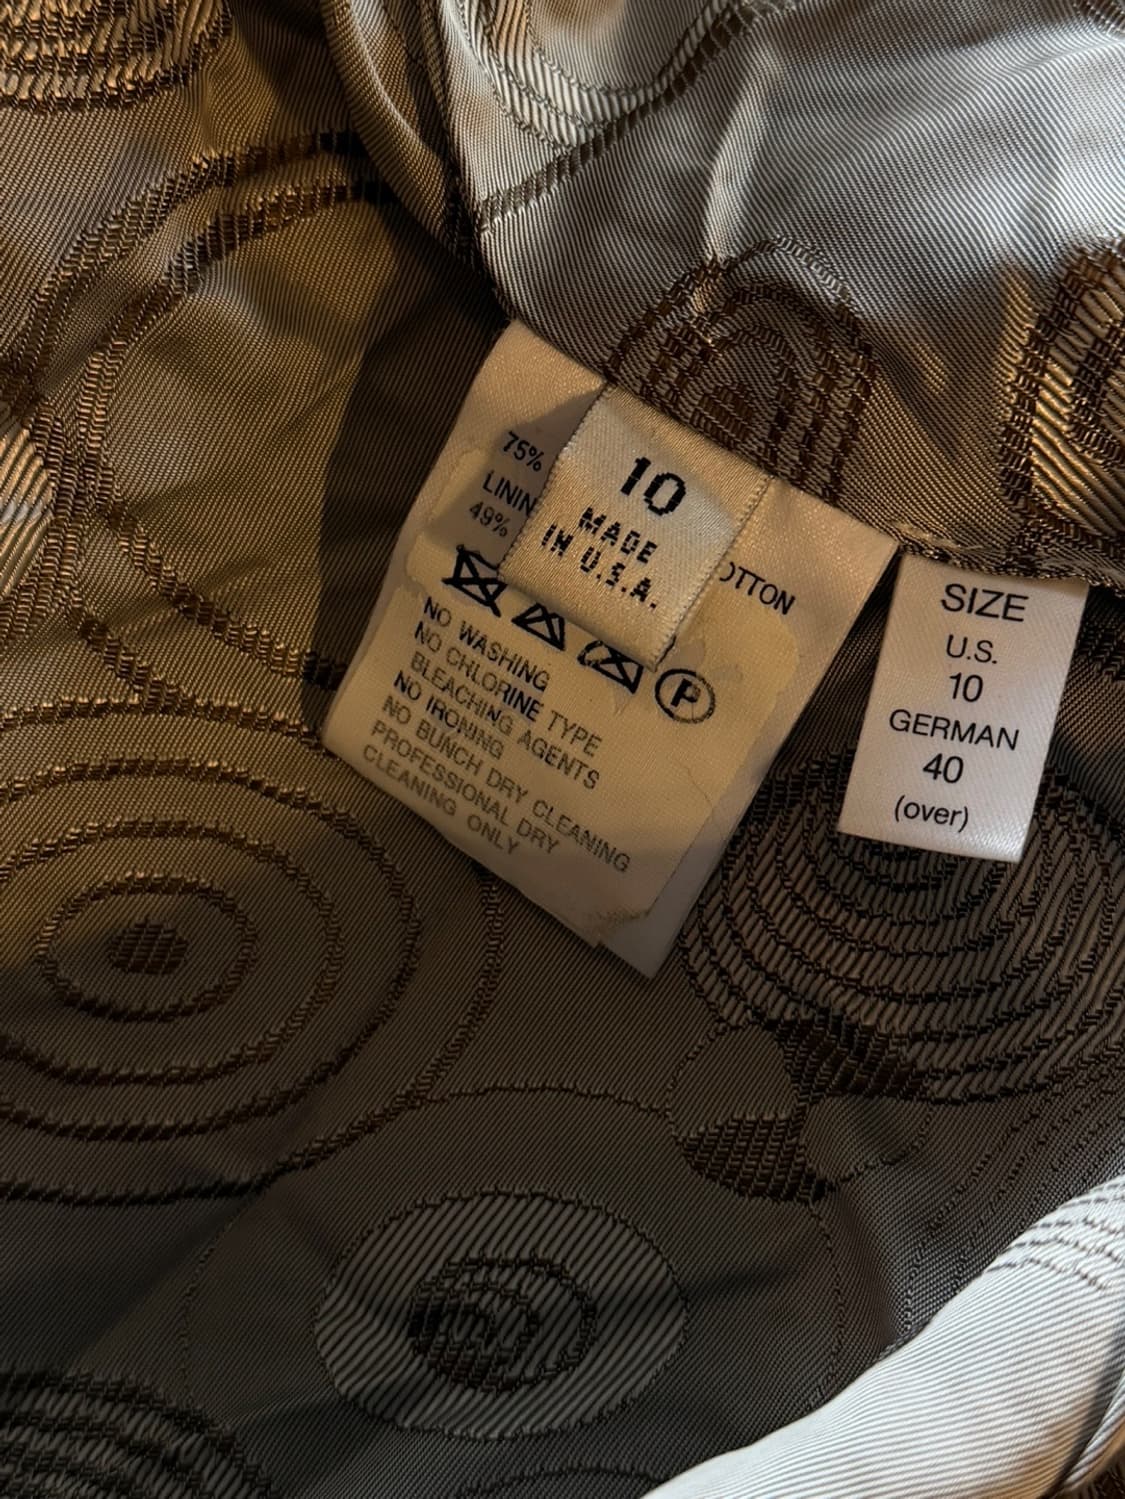 75%
LININ
49%
OTTON
10
MADE
IN U.S.A.
P
NO WASHING
NO CHLORINE TYPE
BLEACHING AGENTS
NO IRONING
NO BUNCH DRY CLEANING
PROFESSIONAL DRY
CLEANING ONLY
SIZE
U.S.
10
GERMAN
40
(over)